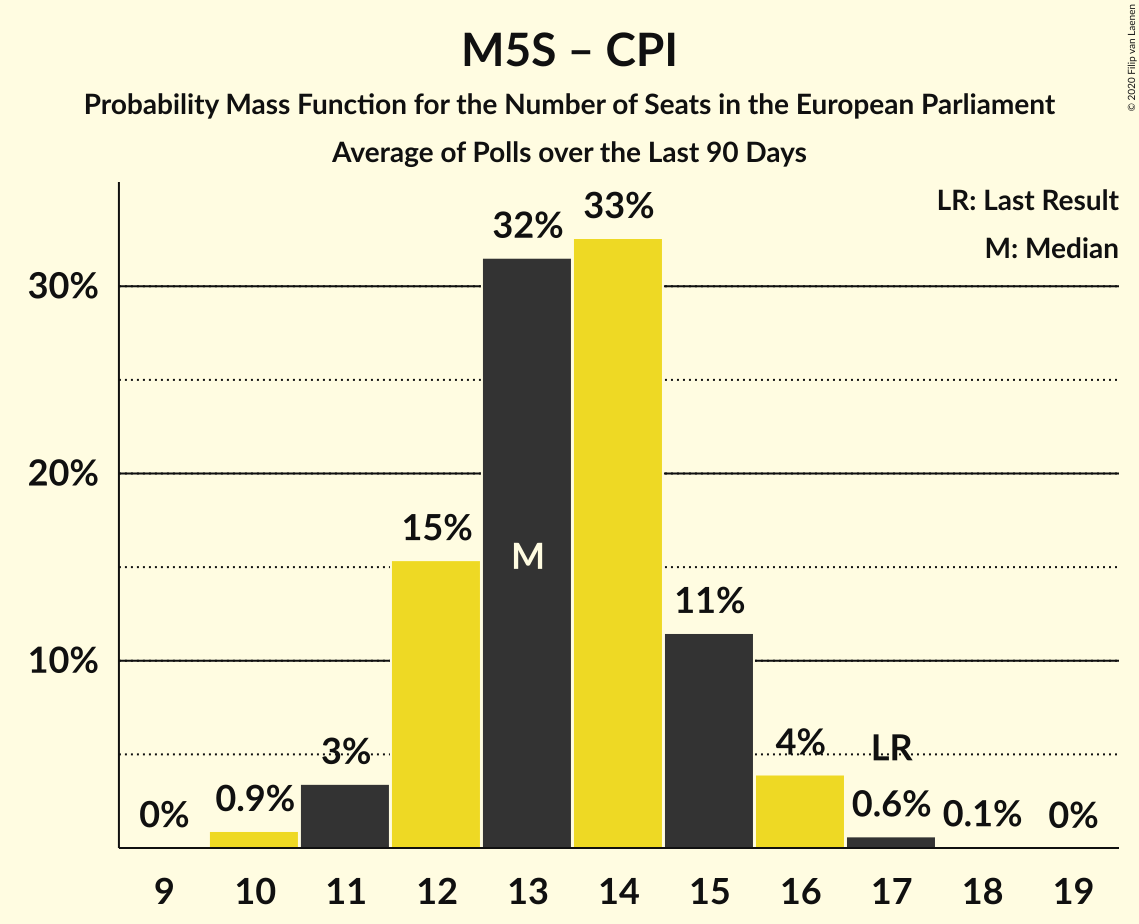 M5S – CPI
Probability Mass Function for the Number of Seats in the European Parliament
Average of Polls over the Last 90 Days
© 2020 Filip van Laenen
LR: Last Result
M: Median
30%
20%
10%
0%
0.9%
3%
15%
32%
M
33%
11%
4%
LR
0.6%
0.1%
0%
9 10 11 12 13 14 15 16 17 18 19